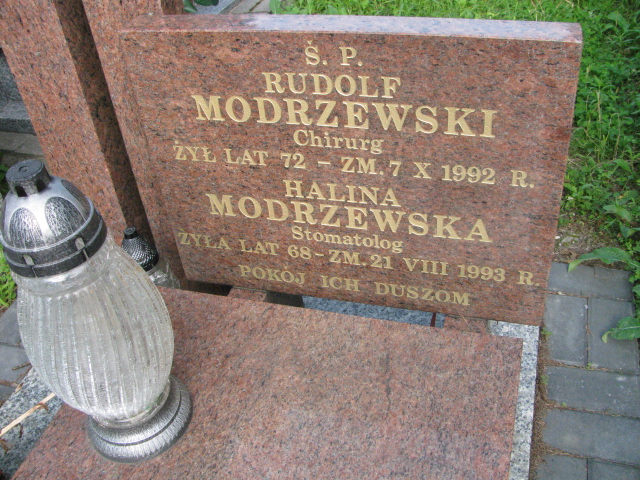 Ś. P.
RUDOLF
MODRZEWSKI
Chirurg
ŻYŁ LAT 72 - ZM. 7 X 1992 R.
HALINA
MODRZEWSKA
Stomatolog
ŻYŁA LAT 68 - ZM. 21 VIII 1993 R.
POKÓJ ICH DUSZOM